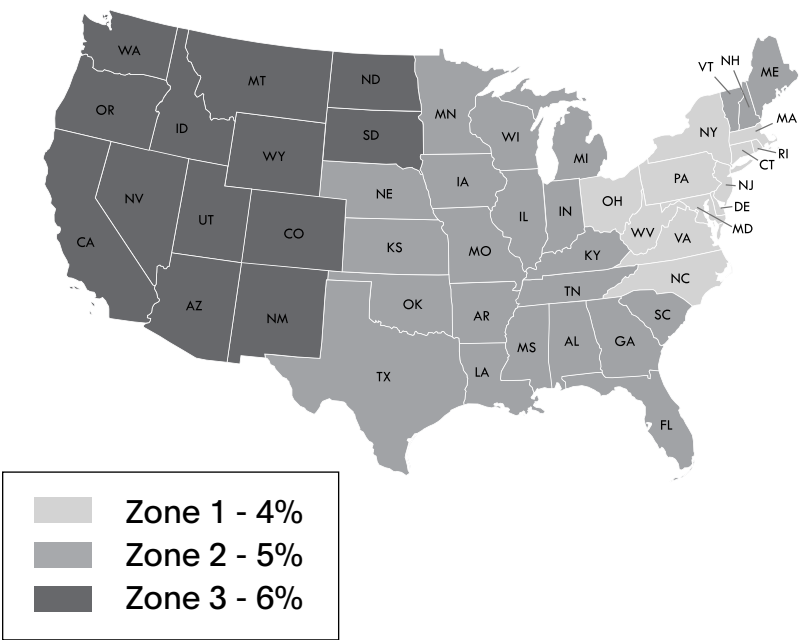 WA
MT
ND
MN
OR
ID
SD
WY
WI
MI
VT
NH
ME
NY
MA
RI
CT
PA
NJ
DE
MD
NV
UT
CO
NE
IA
IL
IN
OH
WV
VA
CA
KS
MO
KY
NC
AZ
NM
OK
AR
TN
SC
TX
LA
MS
AL
GA
FL
Zone 1 - 4%
Zone 2 - 5%
Zone 3 - 6%